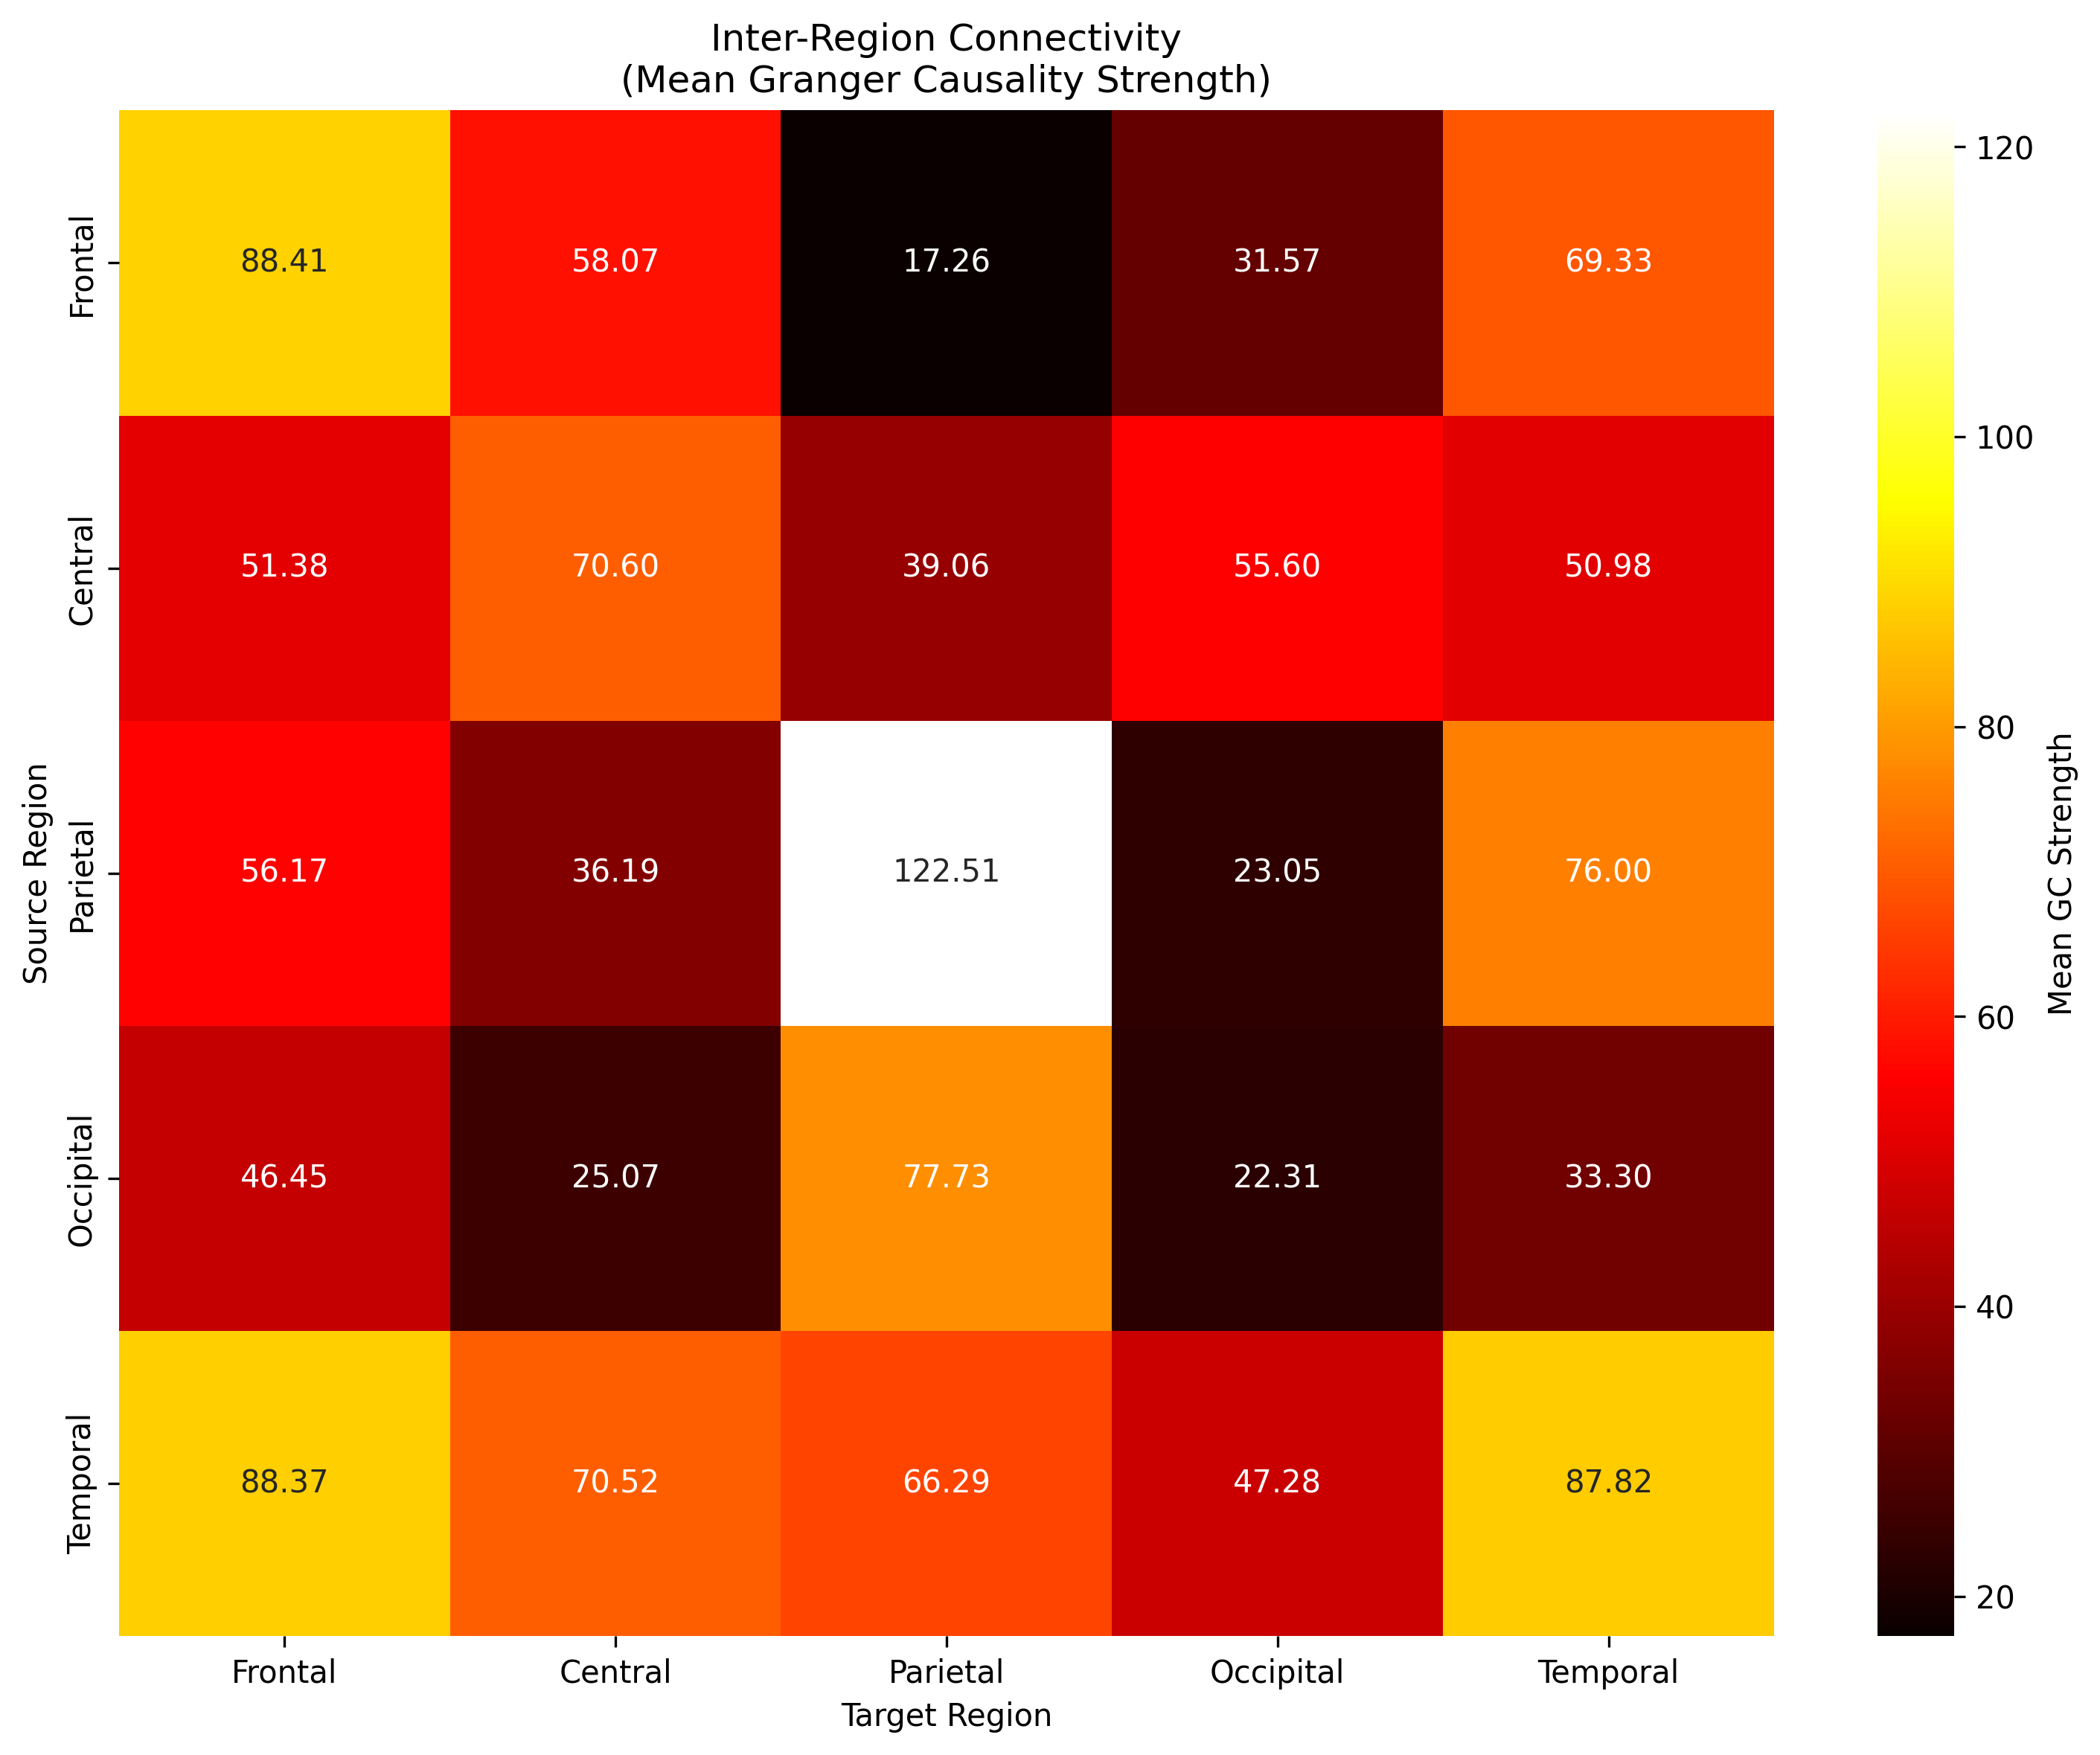 Inter-Region Connectivity
(Mean Granger Causality Strength)
Source Region
Frontal
88.41 58.07 17.26 31.57 69.33
Central
51.38 70.60 39.06 55.60 50.98
Parietal
56.17 36.19 122.51 23.05 76.00
Occipital
46.45 25.07 77.73 22.31 33.30
Temporal
88.37 70.52 66.29 47.28 87.82
Frontal Central Parietal Occipital Temporal
Target Region
120
100
80
60
40
20
Mean GC Strength